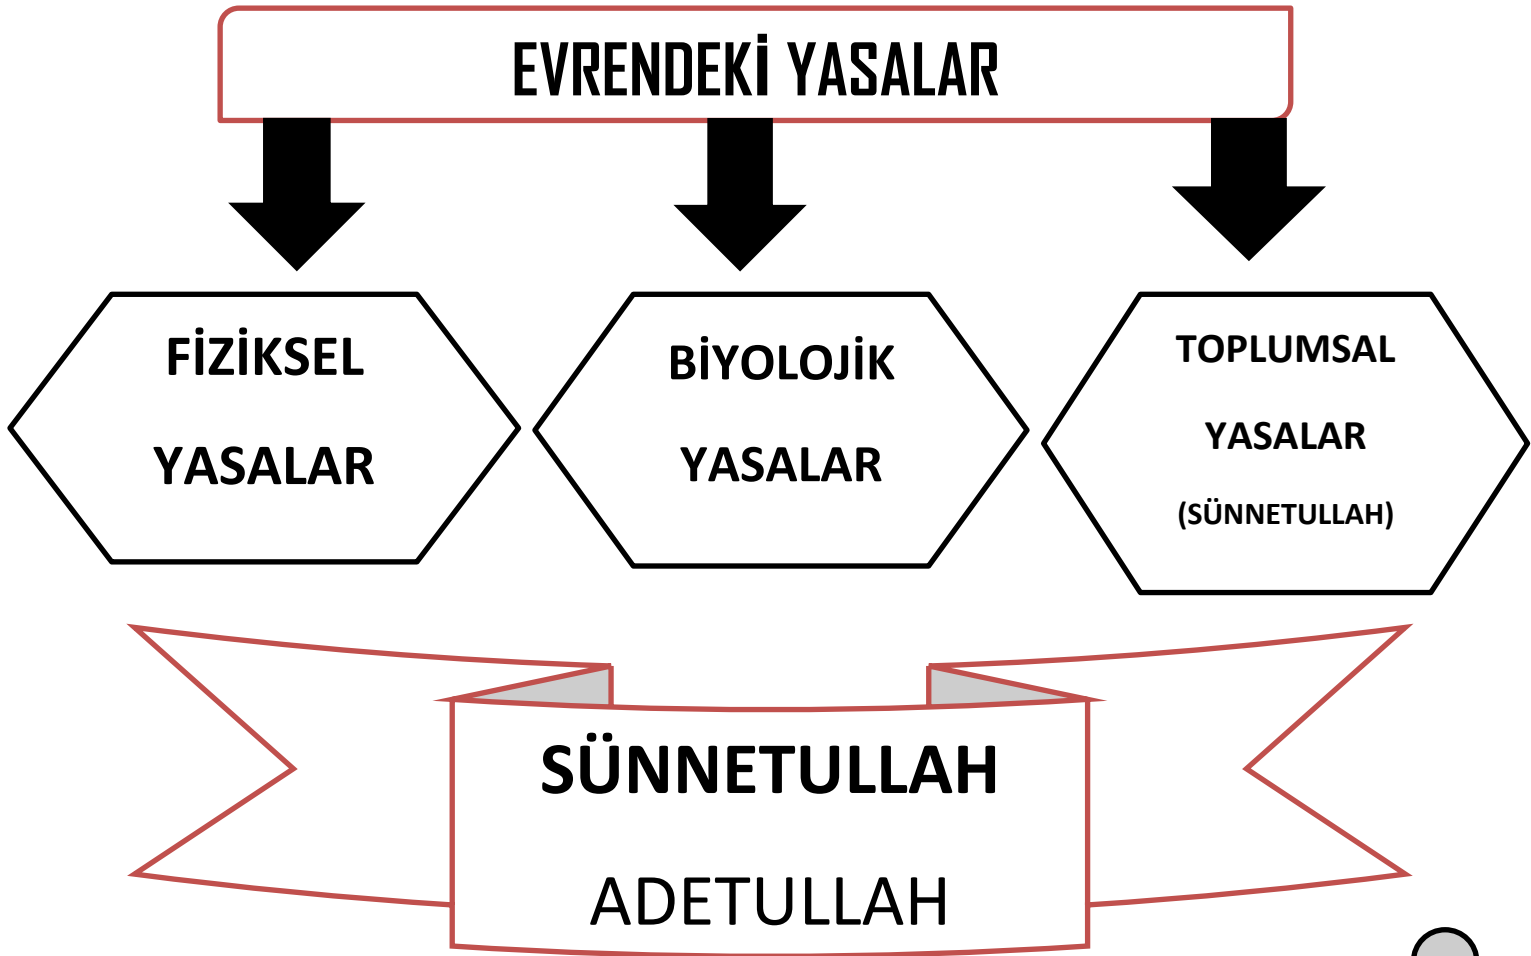 EVRENDEKİ YASALAR
FİZİKSEL
YASALAR
BİYOLOJİK
YASALAR
TOPLUMSAL
YASALAR
(SÜNNETULLAH)
SÜNNETULLAH
ADETULLAH